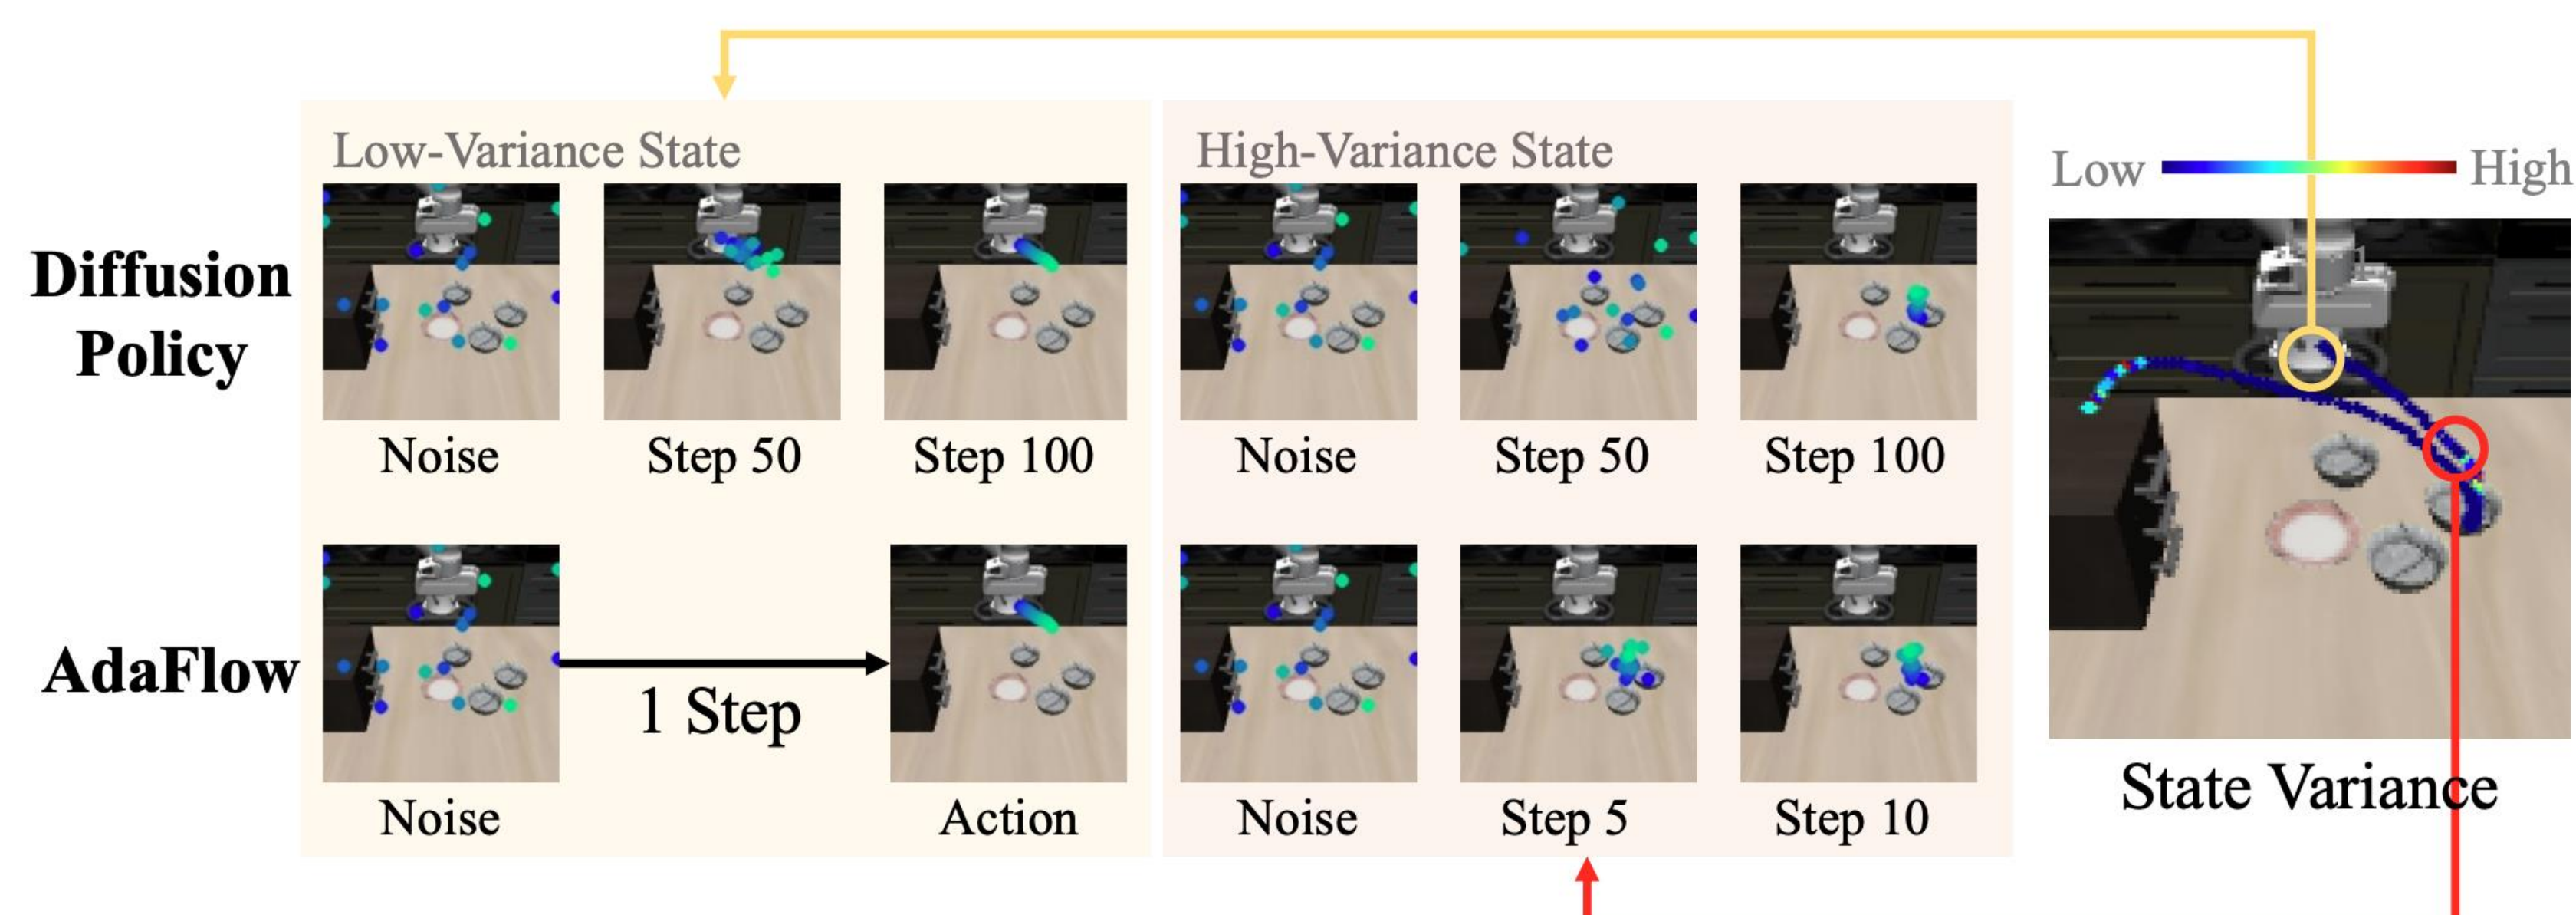 Low-Variance State
High-Variance State
Low
High
Diffusion
Policy
Noise
Step 50
Step 100
Noise
Step 50
Step 100
AdaFlow
1 Step
Noise
Action
Noise
Step 5
Step 10
State Variance